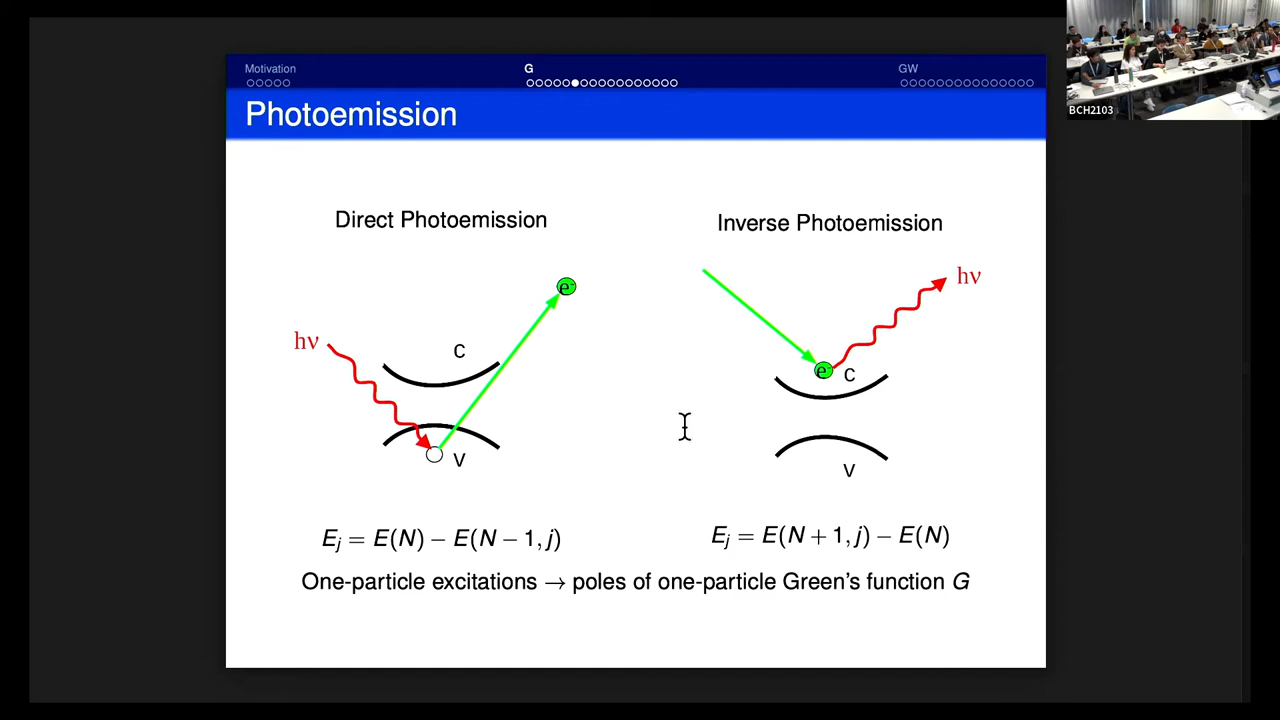 Motivation
G
GW
Photoemission
Direct Photoemission
Inverse Photoemission
hν
e-
c
v
e-
hν
c
v
E_j = E(N) − E(N − 1, j)
E_j = E(N + 1, j) − E(N)
One-particle excitations → poles of one-particle Green's function G
BCH2103